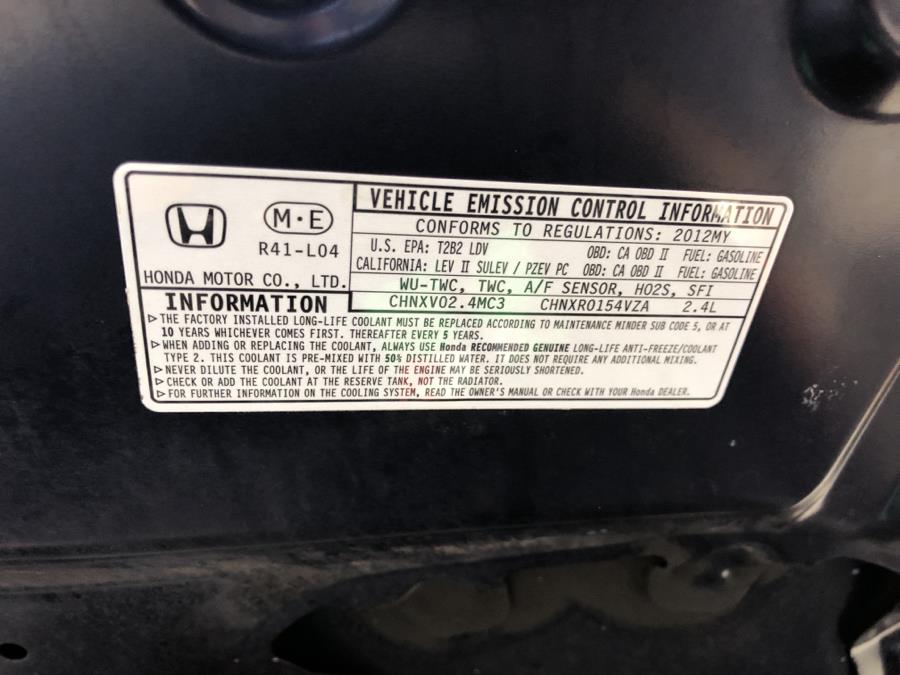 M·E
R41-L04
HONDA MOTOR CO., LTD.
VEHICLE EMISSION CONTROL INFORMATION
CONFORMS TO REGULATIONS: 2012MY
U.S. EPA: T2B2 LDV OBD: CA OBD II FUEL: GASOLINE
CALIFORNIA: LEV II SULEV / PZEV PC OBD: CA OBD II FUEL: GASOLINE
WU-TWC, TWC, A/F SENSOR, HO2S, SFI
CHNXV02.4MC3 CHNXR0154VZA 2.4L
INFORMATION
▷ THE FACTORY INSTALLED LONG-LIFE COOLANT MUST BE REPLACED ACCORDING TO MAINTENANCE MINDER SUB CODE 5, OR AT
10 YEARS WHICHEVER COMES FIRST. THEREAFTER EVERY 5 YEARS.
▷ WHEN ADDING OR REPLACING THE COOLANT, ALWAYS USE Honda RECOMMENDED GENUINE LONG-LIFE ANTI-FREEZE/COOLANT
TYPE 2. THIS COOLANT IS PRE-MIXED WITH 50% DISTILLED WATER. IT DOES NOT REQUIRE ANY ADDITIONAL MIXING.
▷ NEVER DILUTE THE COOLANT, OR THE LIFE OF THE ENGINE MAY BE SERIOUSLY SHORTENED.
▷ CHECK OR ADD THE COOLANT AT THE RESERVE TANK, NOT THE RADIATOR.
▷ FOR FURTHER INFORMATION ON THE COOLING SYSTEM, READ THE OWNER'S MANUAL OR CHECK WITH YOUR Honda DEALER.